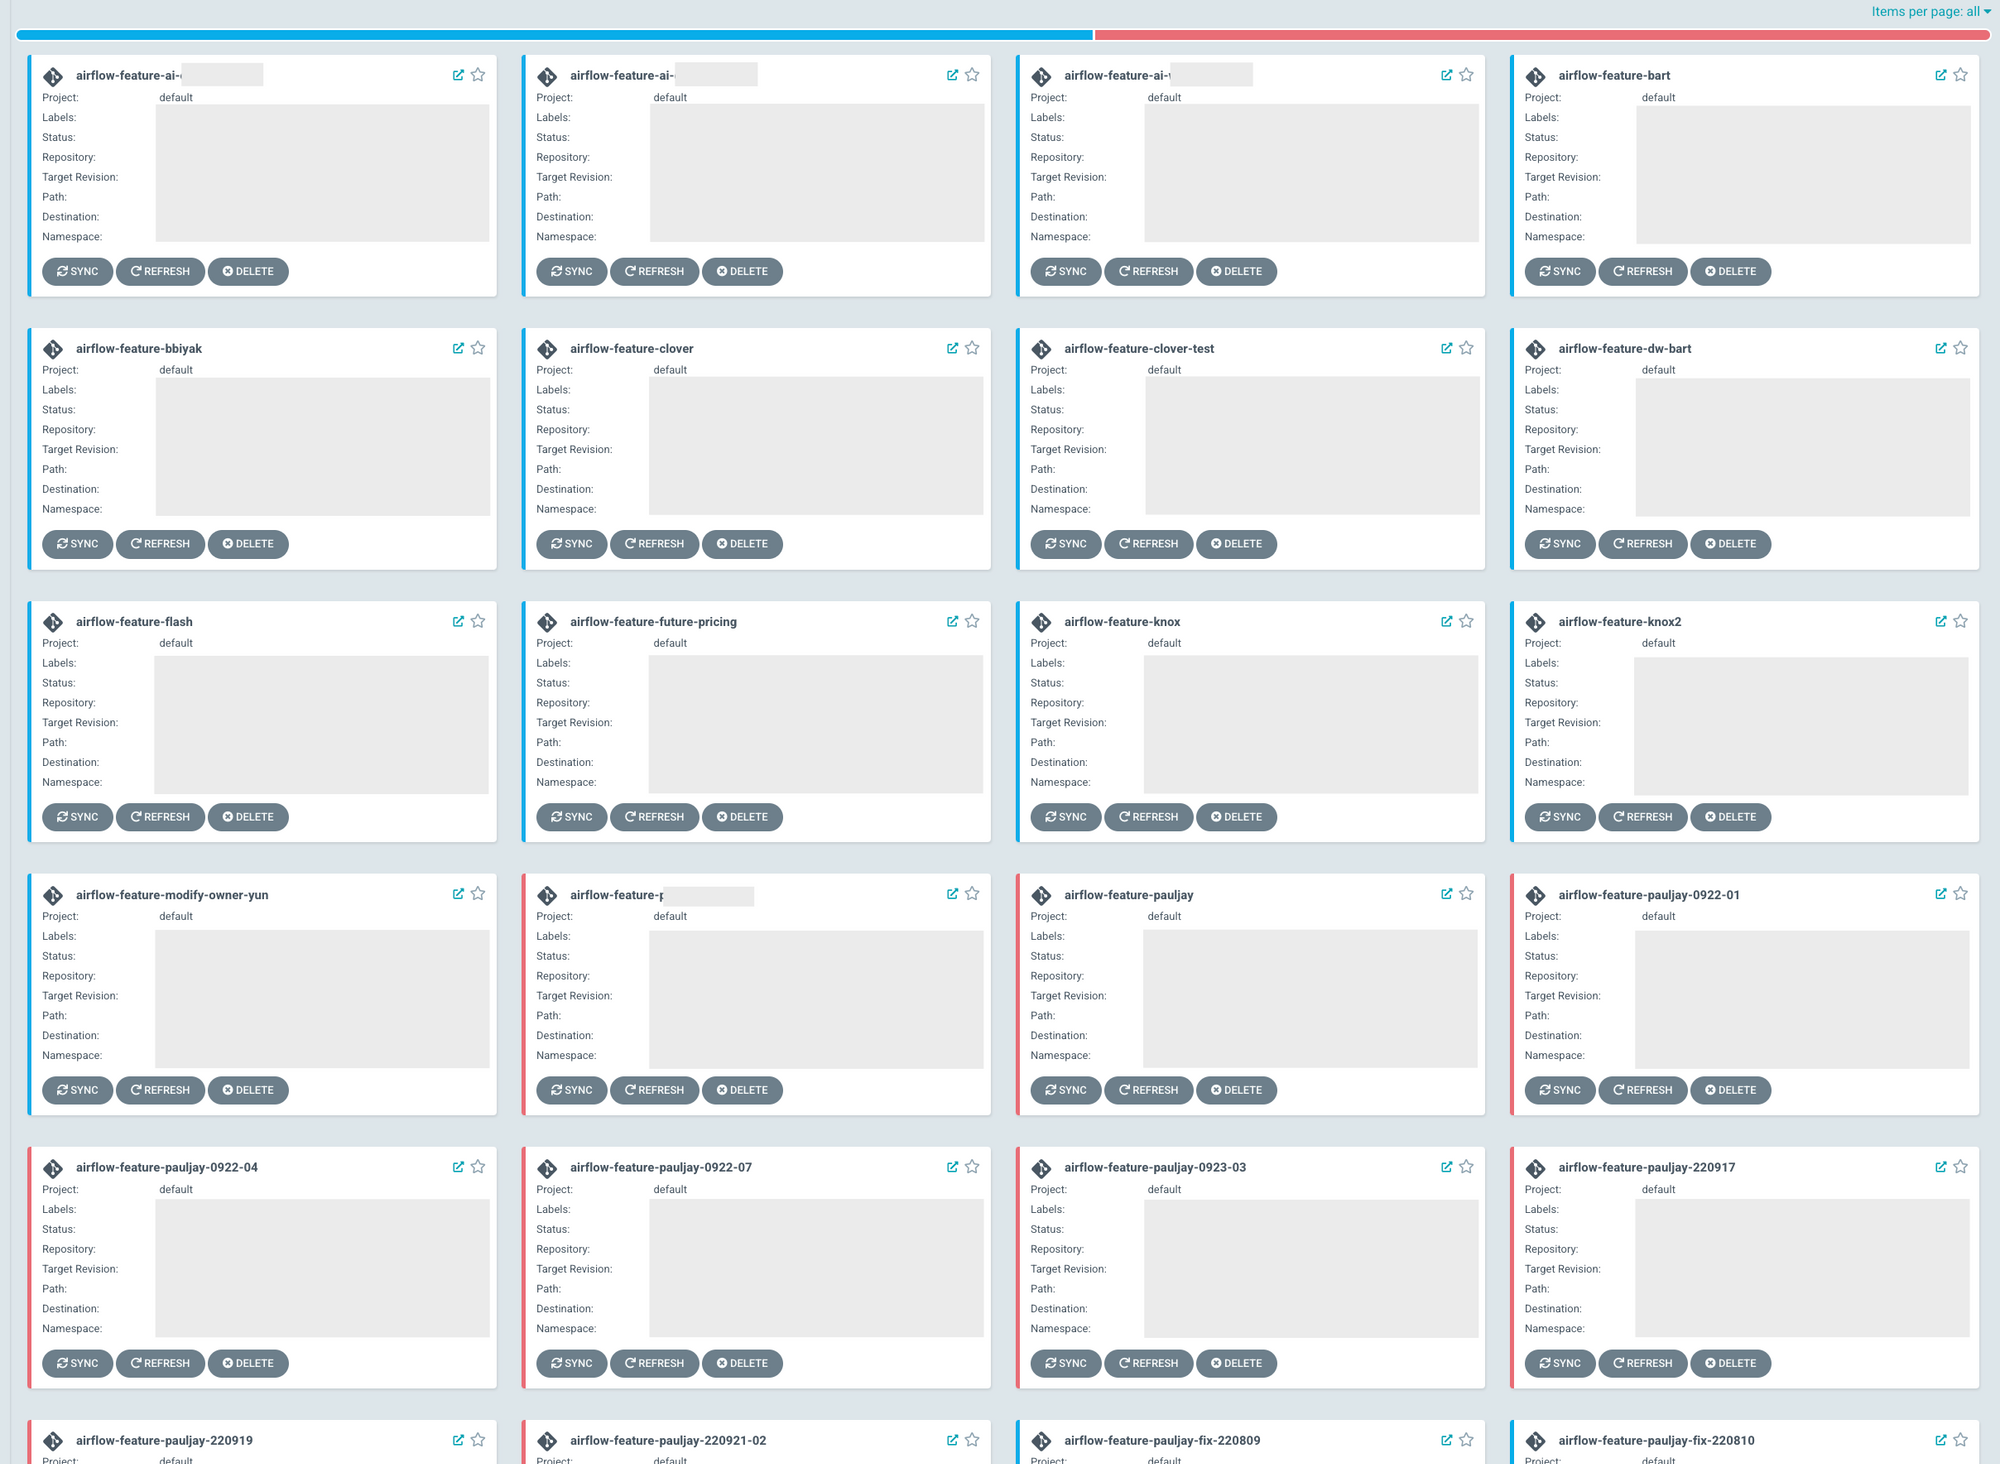 Items per page: all
airflow-feature-ai-
Project: default
Labels:
Status:
Repository:
Target Revision:
Path:
Destination:
Namespace:
SYNC REFRESH DELETE
airflow-feature-ai-
Project: default
Labels:
Status:
Repository:
Target Revision:
Path:
Destination:
Namespace:
SYNC REFRESH DELETE
airflow-feature-ai-
Project: default
Labels:
Status:
Repository:
Target Revision:
Path:
Destination:
Namespace:
SYNC REFRESH DELETE
airflow-feature-bart
Project: default
Labels:
Status:
Repository:
Target Revision:
Path:
Destination:
Namespace:
SYNC REFRESH DELETE
airflow-feature-bbiyak
Project: default
Labels:
Status:
Repository:
Target Revision:
Path:
Destination:
Namespace:
SYNC REFRESH DELETE
airflow-feature-clover
Project: default
Labels:
Status:
Repository:
Target Revision:
Path:
Destination:
Namespace:
SYNC REFRESH DELETE
airflow-feature-clover-test
Project: default
Labels:
Status:
Repository:
Target Revision:
Path:
Destination:
Namespace:
SYNC REFRESH DELETE
airflow-feature-dw-bart
Project: default
Labels:
Status:
Repository:
Target Revision:
Path:
Destination:
Namespace:
SYNC REFRESH DELETE
airflow-feature-flash
Project: default
Labels:
Status:
Repository:
Target Revision:
Path:
Destination:
Namespace:
SYNC REFRESH DELETE
airflow-feature-future-pricing
Project: default
Labels:
Status:
Repository:
Target Revision:
Path:
Destination:
Namespace:
SYNC REFRESH DELETE
airflow-feature-knox
Project: default
Labels:
Status:
Repository:
Target Revision:
Path:
Destination:
Namespace:
SYNC REFRESH DELETE
airflow-feature-knox2
Project: default
Labels:
Status:
Repository:
Target Revision:
Path:
Destination:
Namespace:
SYNC REFRESH DELETE
airflow-feature-modify-owner-yun
Project: default
Labels:
Status:
Repository:
Target Revision:
Path:
Destination:
Namespace:
SYNC REFRESH DELETE
airflow-feature-p
Project: default
Labels:
Status:
Repository:
Target Revision:
Path:
Destination:
Namespace:
SYNC REFRESH DELETE
airflow-feature-pauljay
Project: default
Labels:
Status:
Repository:
Target Revision:
Path:
Destination:
Namespace:
SYNC REFRESH DELETE
airflow-feature-pauljay-0922-01
Project: default
Labels:
Status:
Repository:
Target Revision:
Path:
Destination:
Namespace:
SYNC REFRESH DELETE
airflow-feature-pauljay-0922-04
Project: default
Labels:
Status:
Repository:
Target Revision:
Path:
Destination:
Namespace:
SYNC REFRESH DELETE
airflow-feature-pauljay-0922-07
Project: default
Labels:
Status:
Repository:
Target Revision:
Path:
Destination:
Namespace:
SYNC REFRESH DELETE
airflow-feature-pauljay-0923-03
Project: default
Labels:
Status:
Repository:
Target Revision:
Path:
Destination:
Namespace:
SYNC REFRESH DELETE
airflow-feature-pauljay-220917
Project: default
Labels:
Status:
Repository:
Target Revision:
Path:
Destination:
Namespace:
SYNC REFRESH DELETE
airflow-feature-pauljay-220919
Project: default
airflow-feature-pauljay-220921-02
Project: default
airflow-feature-pauljay-fix-220809
Project: default
airflow-feature-pauljay-fix-220810
Project: default